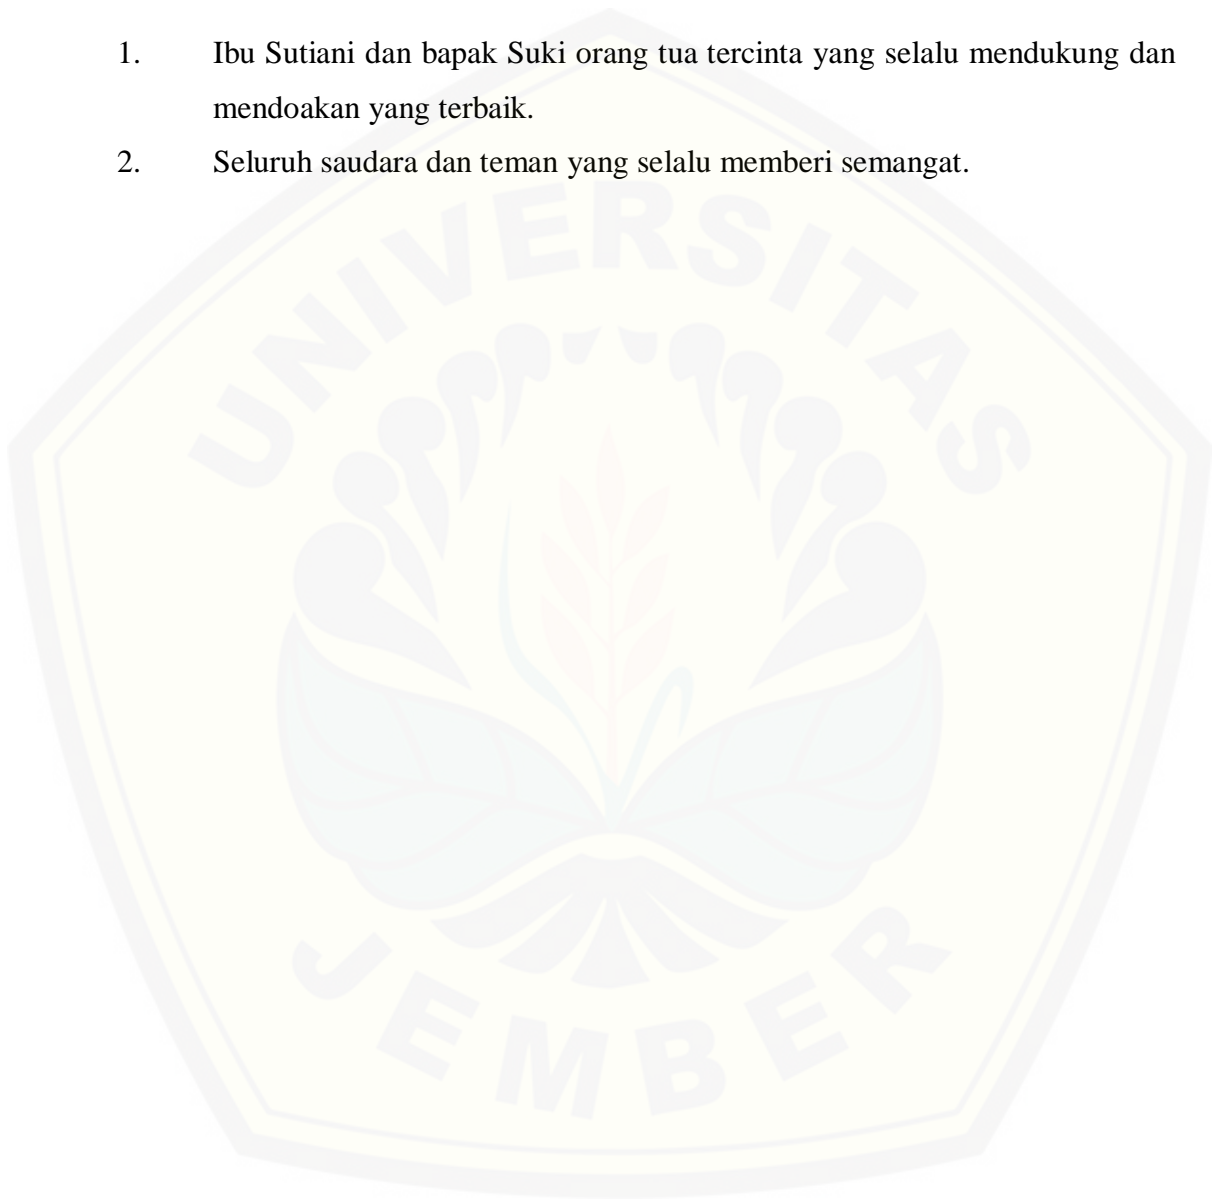 1. Ibu Sutiani dan bapak Suki orang tua tercinta yang selalu mendukung dan
mendoakan yang terbaik.
2. Seluruh saudara dan teman yang selalu memberi semangat.
UNIVERSITAS
JEMBER